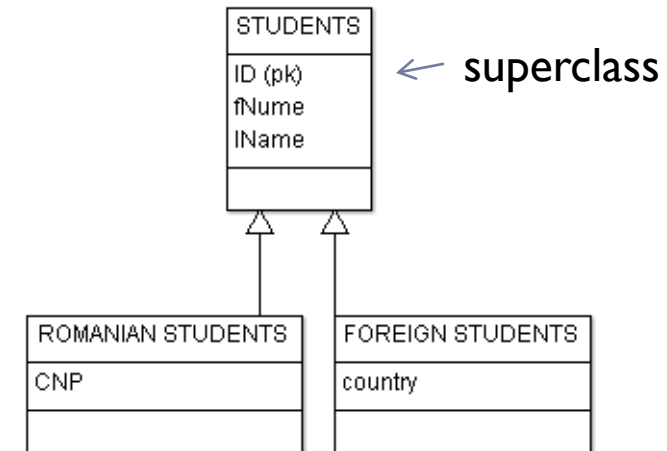 STUDENTS
superclass
ID (pk)
fNume
lName
ROMANIAN STUDENTS
FOREIGN STUDENTS
CNP
country